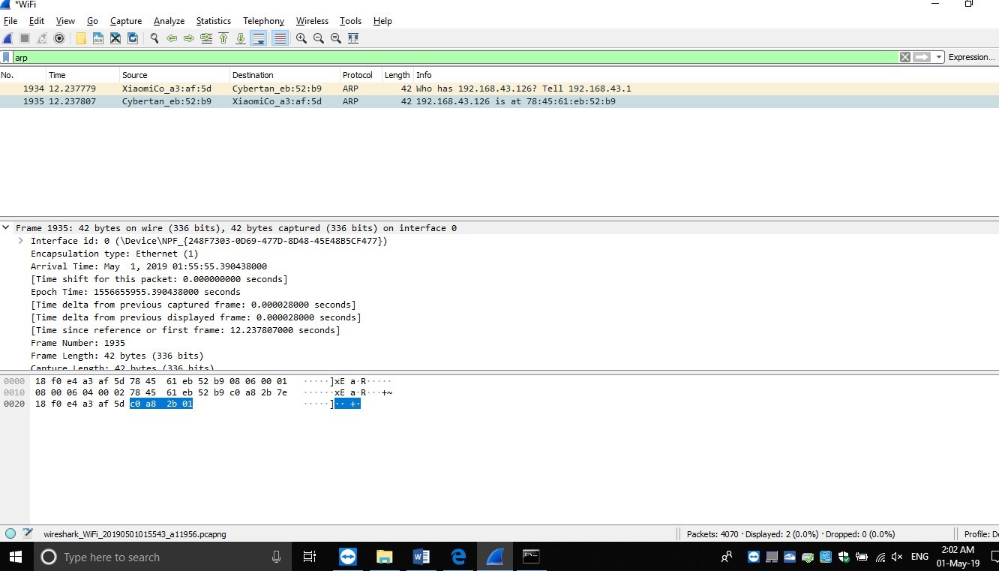 *WiFi
File Edit View Go Capture Analyze Statistics Telephony Wireless Tools Help
arp Expression...
No. Time Source Destination Protocol Length Info
1934 12.237779 XiaomiCo_a3:af:5d Cybertan_eb:52:b9 ARP 42 Who has 192.168.43.126? Tell 192.168.43.1
1935 12.237807 Cybertan_eb:52:b9 XiaomiCo_a3:af:5d ARP 42 192.168.43.126 is at 78:45:61:eb:52:b9
Frame 1935: 42 bytes on wire (336 bits), 42 bytes captured (336 bits) on interface 0
Interface id: 0 (\Device\NPF_{248F7303-0D69-477D-8D48-45E48B5CF477})
Encapsulation type: Ethernet (1)
Arrival Time: May  1, 2019 01:55:55.390438000
[Time shift for this packet: 0.000000000 seconds]
Epoch Time: 1556655955.390438000 seconds
[Time delta from previous captured frame: 0.000028000 seconds]
[Time delta from previous displayed frame: 0.000028000 seconds]
[Time since reference or first frame: 12.237807000 seconds]
Frame Number: 1935
Frame Length: 42 bytes (336 bits)
Capture Length: 42 bytes (336 bits)
0000 18 f0 e4 a3 af 5d 78 45 61 eb 52 b9 08 06 00 01 ·····]xE a·R·····
0010 08 00 06 04 00 02 78 45 61 eb 52 b9 c0 a8 2b 7e ······xE a·R···+~
0020 18 f0 e4 a3 af 5d c0 a8 2b 01 ·····]·· +·
wireshark_WiFi_20190501015543_a11956.pcapng Packets: 4070 · Displayed: 2 (0.0%) · Dropped: 0 (0.0%) Profile: D
Type here to search ENG 2:02 AM
01-May-19